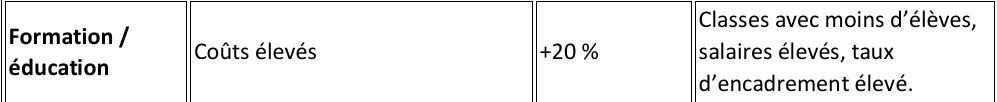 Formation /
éducation
Coûts élevés
+20 %
Classes avec moins d’élèves,
salaires élevés, taux
d’encadrement élevé.